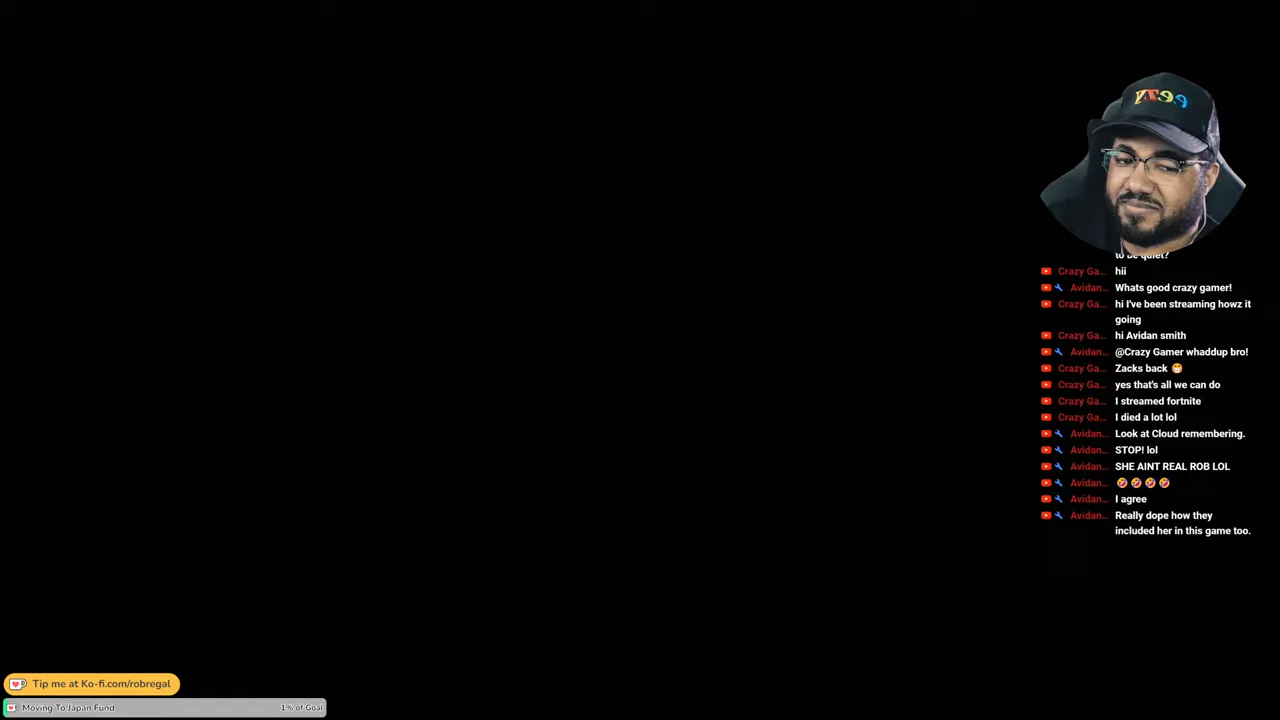 to be quiet?
Crazy Ga... hii
Avidan... Whats good crazy gamer!
Crazy Ga... hi I've been streaming howz it
going
Crazy Ga... hi Avidan smith
Avidan... @Crazy Gamer whaddup bro!
Crazy Ga... Zacks back 😁
Crazy Ga... yes that's all we can do
Crazy Ga... I streamed fortnite
Crazy Ga... I died a lot lol
Avidan... Look at Cloud remembering.
Avidan... STOP! lol
Avidan... SHE AINT REAL ROB LOL
Avidan... 🤣🤣🤣🤣
Avidan... I agree
Avidan... Really dope how they
included her in this game too.
Tip me at Ko-fi.com/robregal
Moving To Japan Fund 1% of Goal